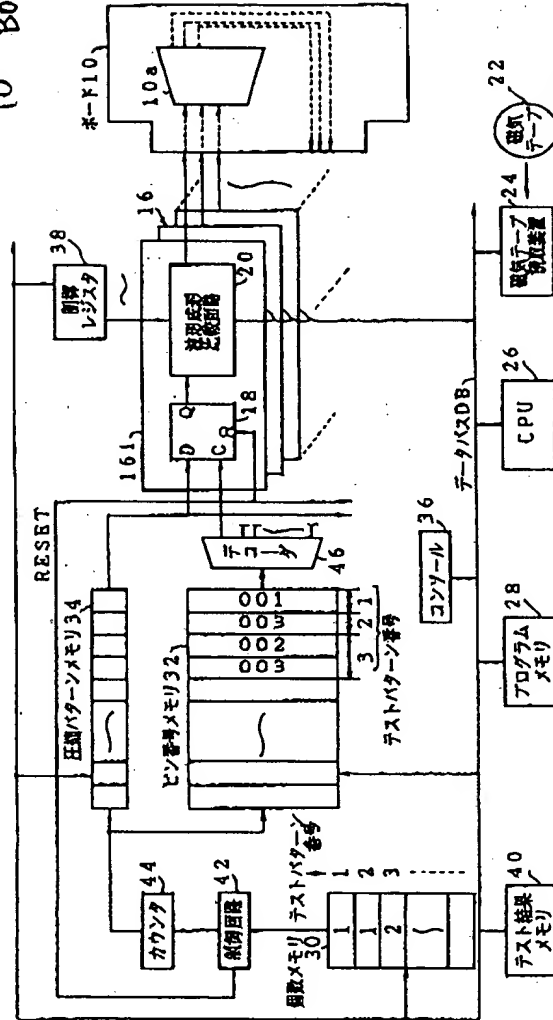 ボード10
10a
16
38
制御
レジスタ
161
波形成形
比較回路
20
D
Q
C
R
18
22
磁気
テープ
24
磁気テープ
読取装置
RESET
圧縮パターンメモリ34
デコーダ
46
ピン番号メモリ32
001
003
002
003
1
2
3
テストパターン番号
データバスDB
26
CPU
36
コンソール
28
プログラム
メモリ
44
カウンタ
42
制御回路
個数メモリ
30
テストパターン
番号
1
1
2
1
2
3
40
テスト結果
メモリ